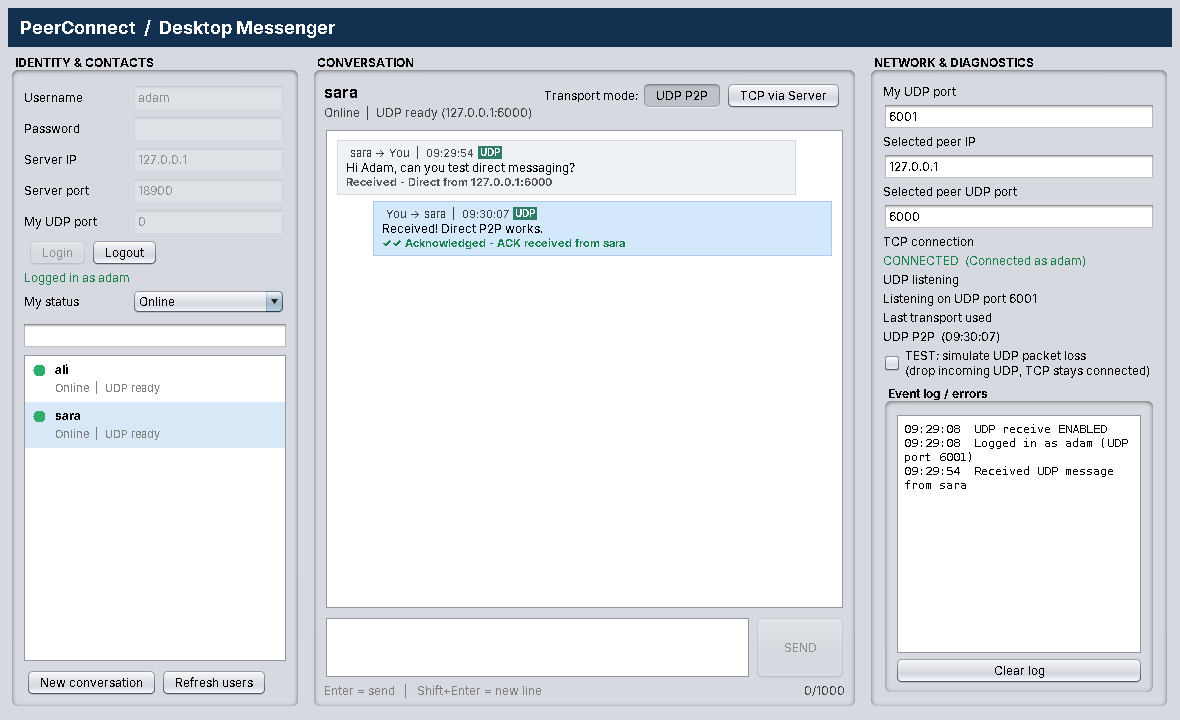 PeerConnect / Desktop Messenger
IDENTITY & CONTACTS
Username adam
Password
Server IP 127.0.0.1
Server port 18900
My UDP port 0
Login Logout
Logged in as adam
My status Online
ali
Online | UDP ready
sara
Online | UDP ready
New conversation Refresh users
CONVERSATION
sara
Online | UDP ready (127.0.0.1:6000)
Transport mode: UDP P2P TCP via Server
sara → You | 09:29:54 UDP
Hi Adam, can you test direct messaging?
Received - Direct from 127.0.0.1:6000
You → sara | 09:30:07 UDP
Received! Direct P2P works.
✓✓ Acknowledged - ACK received from sara
SEND
Enter = send | Shift+Enter = new line 0/1000
NETWORK & DIAGNOSTICS
My UDP port
6001
Selected peer IP
127.0.0.1
Selected peer UDP port
6000
TCP connection
CONNECTED (Connected as adam)
UDP listening
Listening on UDP port 6001
Last transport used
UDP P2P (09:30:07)
TEST: simulate UDP packet loss
(drop incoming UDP, TCP stays connected)
Event log / errors
09:29:08 UDP receive ENABLED
09:29:08 Logged in as adam (UDP
port 6001)
09:29:54 Received UDP message
from sara
Clear log